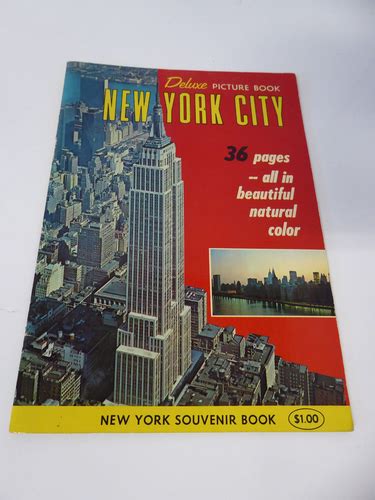 Deluxe PICTURE BOOK
NEW YORK CITY
36 pages
— all in
beautiful
natural
color
NEW YORK SOUVENIR BOOK $1.00